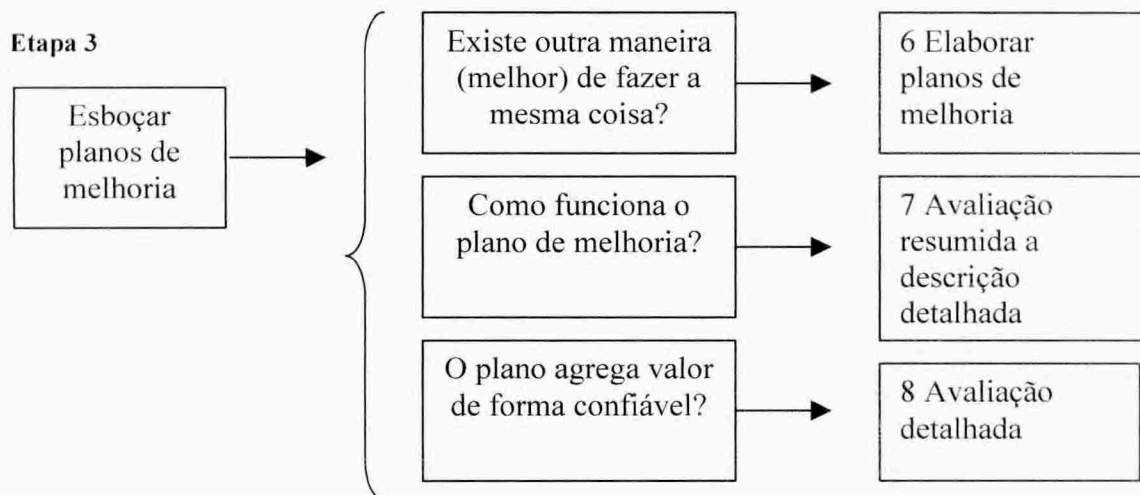 Etapa 3
Esboçar
planos de
melhoria
Existe outra maneira
(melhor) de fazer a
mesma coisa?
6 Elaborar
planos de
melhoria
Como funciona o
plano de melhoria?
7 Avaliação
resumida a
descrição
detalhada
O plano agrega valor
de forma confiável?
8 Avaliação
detalhada